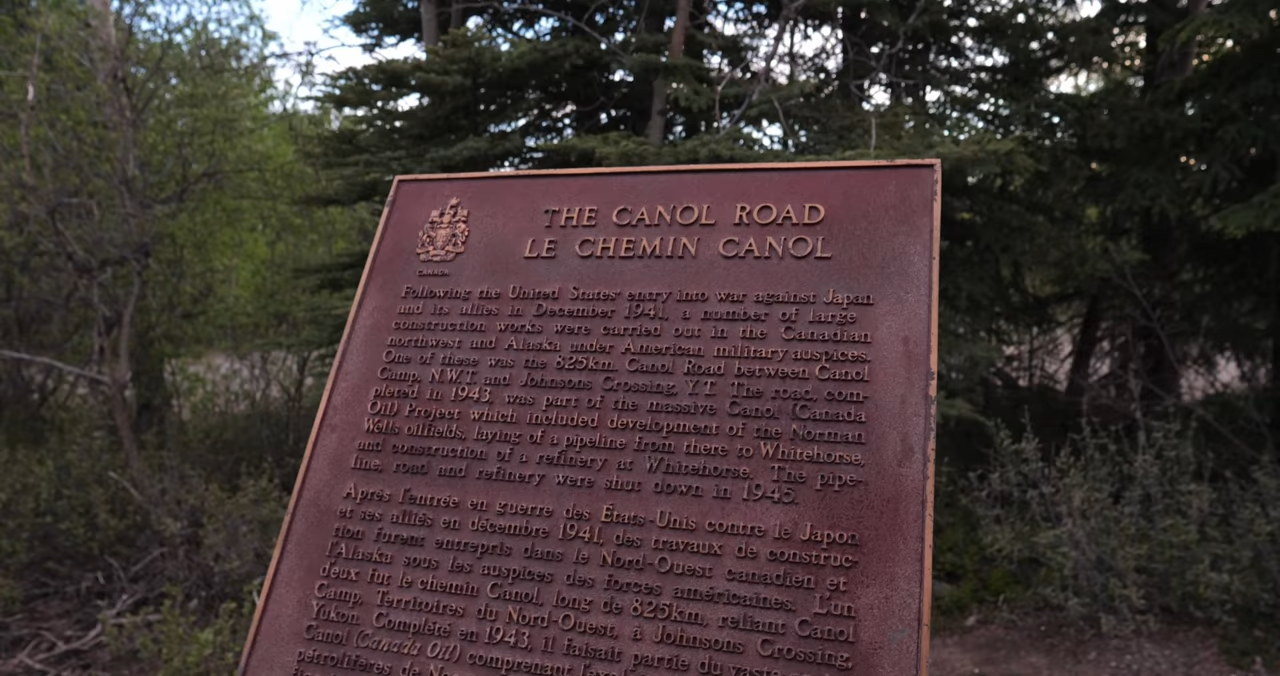 CANADA
THE CANOL ROAD
LE CHEMIN CANOL
Following the United States' entry into war against Japan
and its allies in December 1941, a number of large
construction works were carried out in the Canadian
northwest and Alaska under American military auspices.
One of these was the 825km. Canol Road between Canol
Camp, N.W.T. and Johnsons Crossing, Y.T. The road, com-
pleted in 1943, was part of the massive Canol (Canada
Oil) Project which included development of the Norman
Wells oilfields, laying of a pipeline from there to Whitehorse,
and construction of a refinery at Whitehorse. The pipe-
line, road and refinery were shut down in 1945.
Après l'entrée en guerre des États-Unis contre le Japon
et ses alliés en décembre 1941, des travaux de construc-
tion furent entrepris dans le Nord-Ouest canadien et
l'Alaska sous les auspices des forces américaines. L'un
deux fut le chemin Canol, long de 825km, reliant Canol
Camp, Territoires du Nord-Ouest, à Johnsons Crossing,
Yukon. Complété en 1943, il faisait partie du vaste
Canol (Canada Oil) comprenant
pétrolifères de